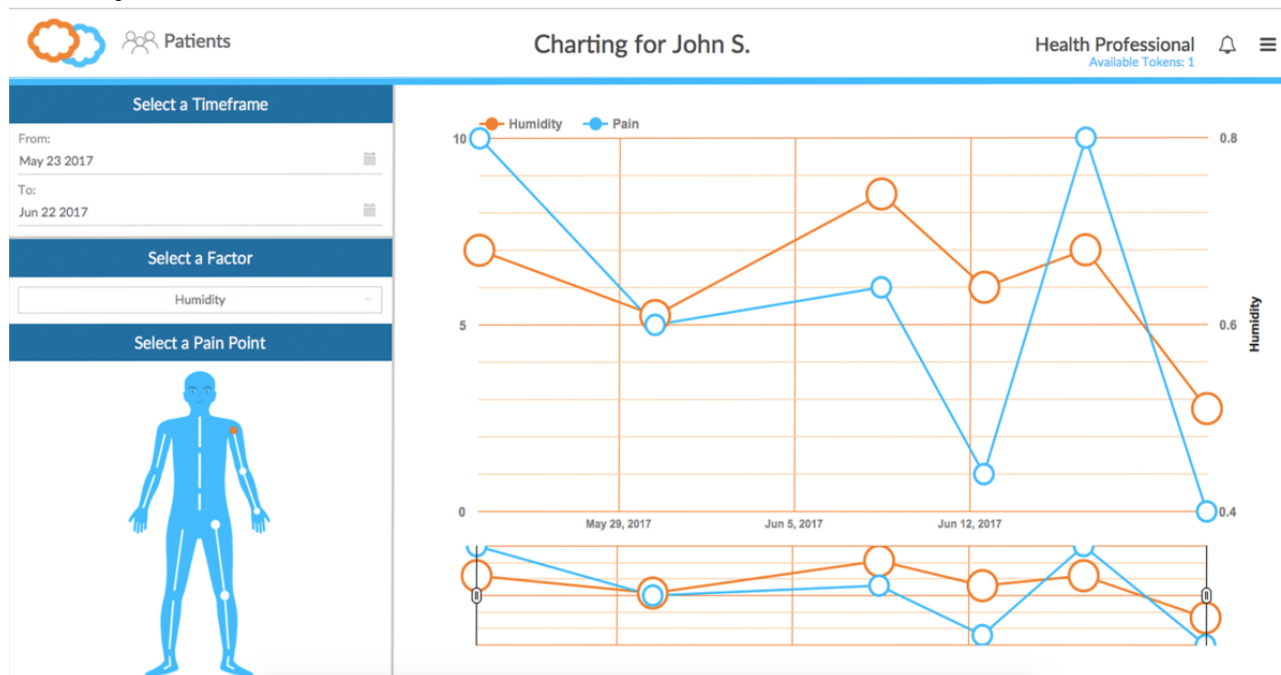 Patients
Charting for John S.
Health Professional
Available Tokens: 1
Select a Timeframe
From:
May 23 2017
To:
Jun 22 2017
Select a Factor
Humidity
Select a Pain Point
Humidity Pain
10
0.8
5
0.6
Humidity
0
0.4
May 29, 2017 Jun 5, 2017 Jun 12, 2017